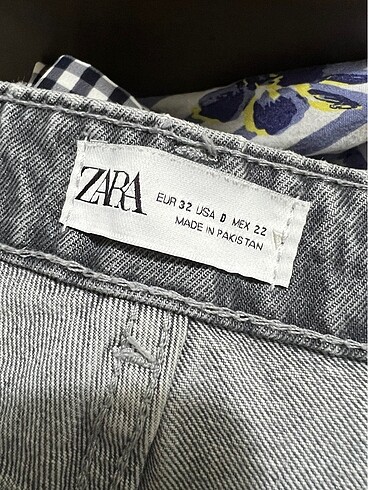 ZARA
EUR 32 USA 0 MEX 22
MADE IN PAKISTAN